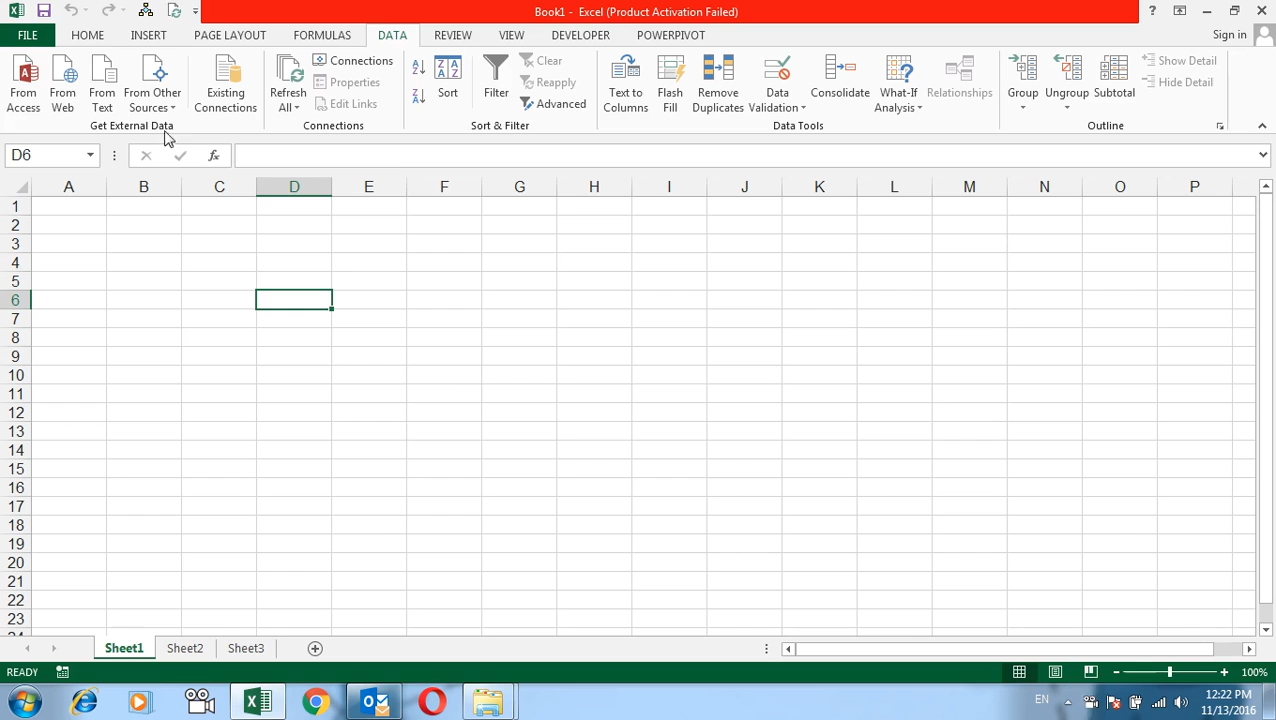 Book1 - Excel (Product Activation Failed)
FILE HOME INSERT PAGE LAYOUT FORMULAS DATA REVIEW VIEW DEVELOPER POWERPIVOT Sign in
From Access
From Web
From Text
From Other Sources
Existing Connections
Get External Data
Refresh All
Connections
Properties
Edit Links
Connections
Sort
Filter
Clear
Reapply
Advanced
Sort & Filter
Text to Columns
Flash Fill
Remove Duplicates
Data Validation
Consolidate
What-If Analysis
Relationships
Data Tools
Group
Ungroup
Subtotal
Show Detail
Hide Detail
Outline
D6
fx
A B C D E F G H I J K L M N O P
1
2
3
4
5
6
7
8
9
10
11
12
13
14
15
16
17
18
19
20
21
22
23
24
Sheet1 Sheet2 Sheet3
READY 100%
EN
12:22 PM
11/13/2016